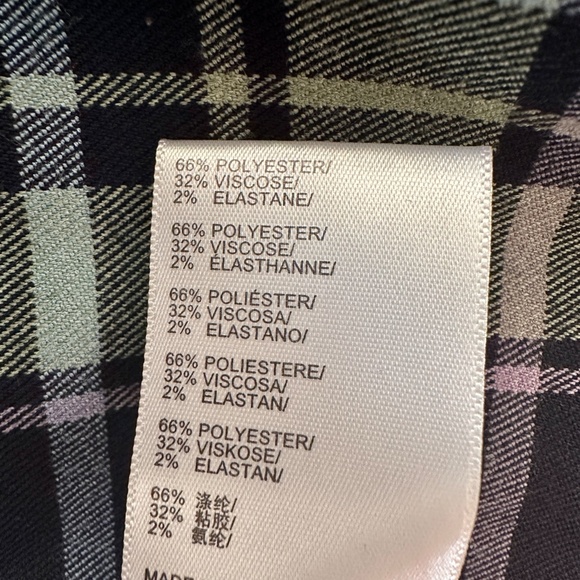 66% POLYESTER/
32% VISCOSE/
2% ELASTANE/
66% POLYESTER/
32% VISCOSE/
2% ÉLASTHANNE/
66% POLIÉSTER/
32% VISCOSA/
2% ELASTANO/
66% POLIESTERE/
32% VISCOSA/
2% ELASTAN/
66% POLYESTER/
32% VISKOSE/
2% ELASTAN/
66% 涤纶/
32% 粘胶/
2% 氨纶/
MADE